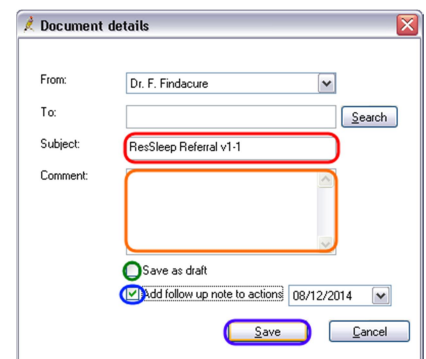 Document details
From: Dr. F. Findacure
To: Search
Subject: ResSleep Referral v1-1
Comment:
Save as draft
Add follow up note to actions 08/12/2014
Save Cancel